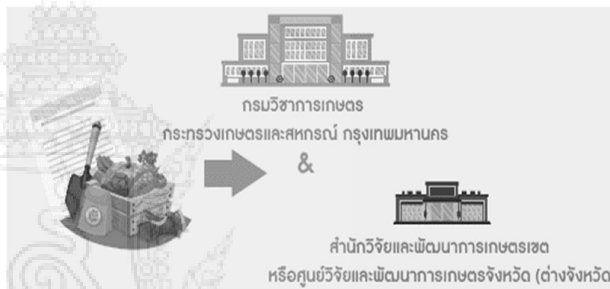 กรมวิชาการเกษตร
กระทรวงเกษตรและสหกรณ์ กรุงเทพมหานคร
&
สำนักวิจัยและพัฒนาการเกษตรเขต
หรือศูนย์วิจัยและพัฒนาการเกษตรจังหวัด (ต่างจังหวัด